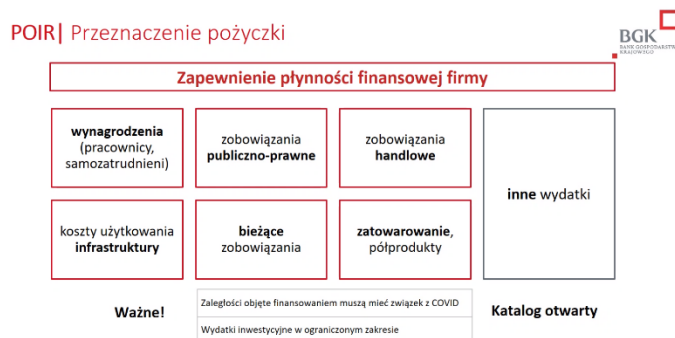 POIR| Przeznaczenie pożyczki
BGK
BANK GOSPODARSTWA
KRAJOWEGO
Zapewnienie płynności finansowej firmy
wynagrodzenia
(pracownicy,
samozatrudnieni)
zobowiązania
publiczno-prawne
zobowiązania
handlowe
inne wydatki
koszty użytkowania
infrastruktury
bieżące
zobowiązania
zatowarowanie,
półprodukty
Ważne!
Zaległości objęte finansowaniem muszą mieć związek z COVID
Wydatki inwestycyjne w ograniczonym zakresie
Katalog otwarty